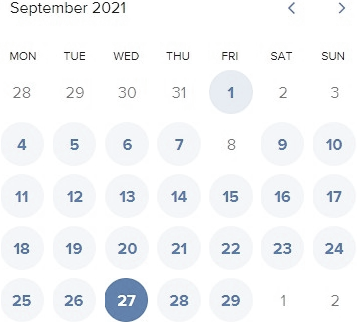 September 2021
MON TUE WED THU FRI SAT SUN
28 29 30 31 1 2 3
4 5 6 7 8 9 10
11 12 13 14 15 16 17
18 19 20 21 22 23 24
25 26 27 28 29 1 2